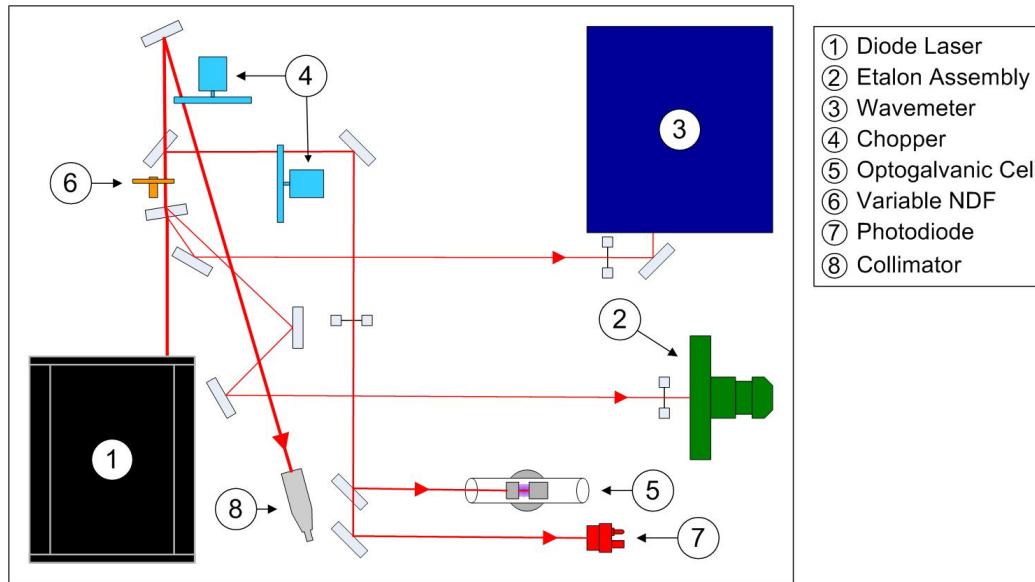 4
3
6
2
1
8
5
7
1 Diode Laser
2 Etalon Assembly
3 Wavemeter
4 Chopper
5 Optogalvanic Cel
6 Variable NDF
7 Photodiode
8 Collimator